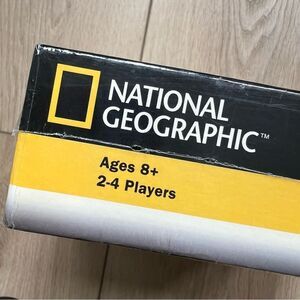 NATIONAL
GEOGRAPHIC™
Ages 8+
2-4 Players